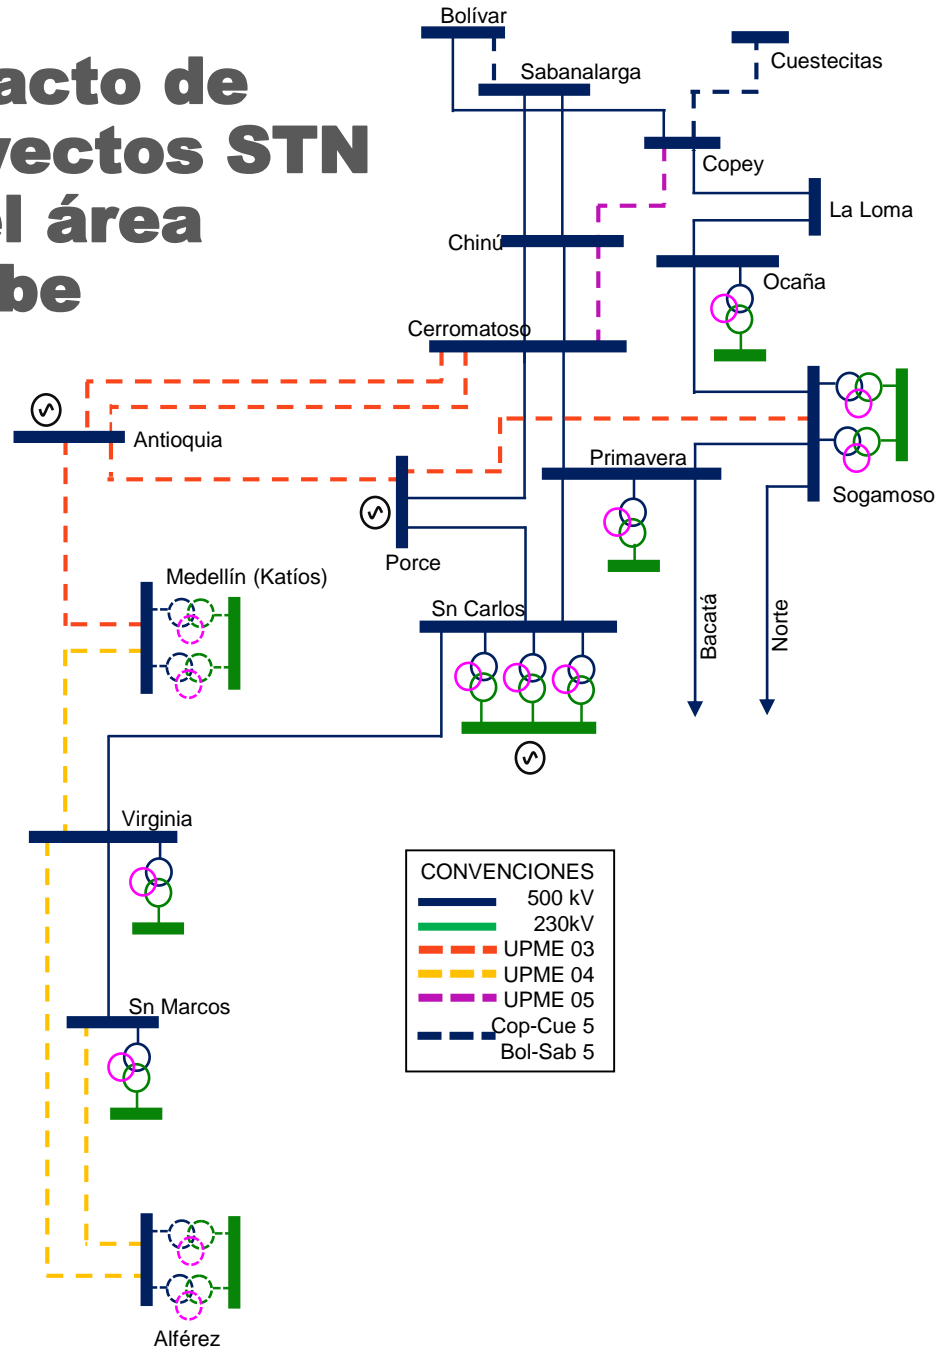 acto de
yectos STN
el área
be
Bolívar
Cuestecitas
Sabanalarga
Copey
La Loma
Chinú
Ocaña
Cerromatoso
Antioquia
Primavera
Sogamoso
Porce
Medellín (Katíos)
Sn Carlos
Bacatá
Norte
Virginia
CONVENCIONES
500 kV
230kV
UPME 03
UPME 04
UPME 05
Cop-Cue 5
Bol-Sab 5
Sn Marcos
Alférez